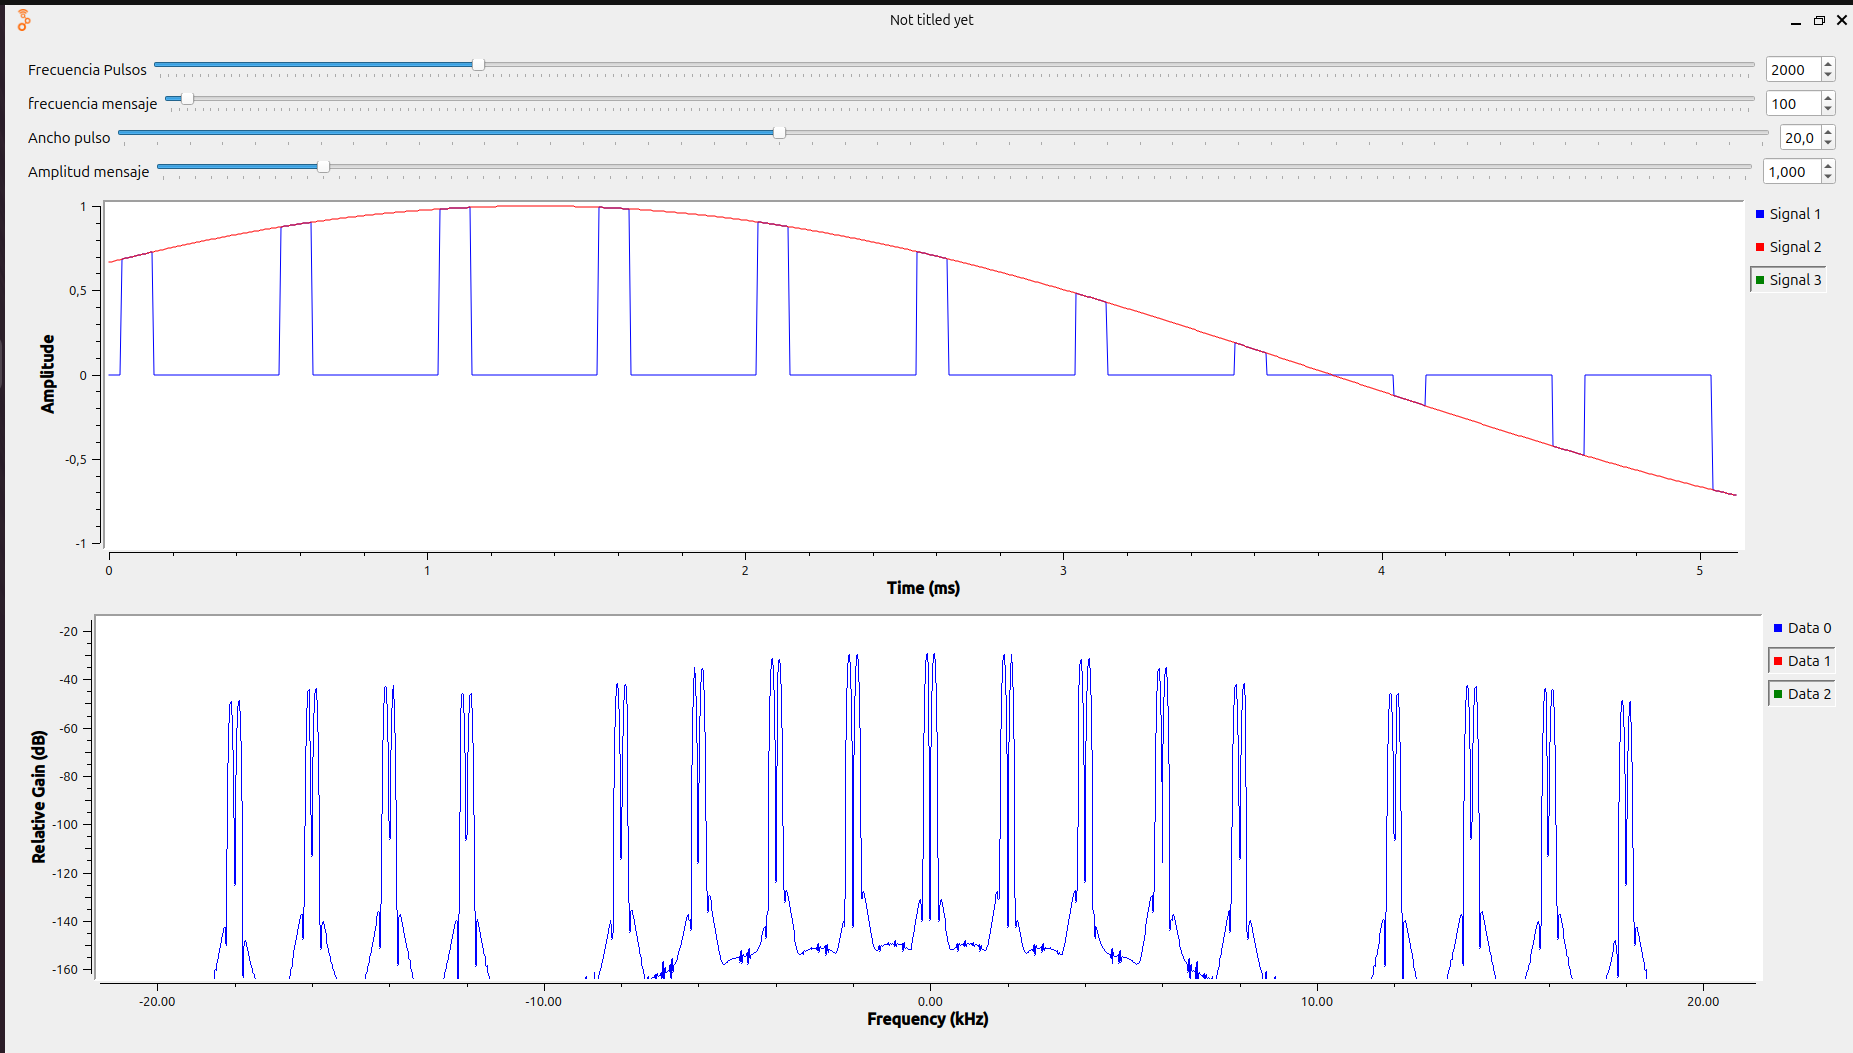 Not titled yet
Frecuencia Pulsos 2000
frecuencia mensaje 100
Ancho pulso 20,0
Amplitud mensaje 1,000
Amplitude
1
0,5
0
-0,5
-1
0 1 2 3 4 5
Time (ms)
Signal 1
Signal 2
Signal 3
Relative Gain (dB)
-20
-40
-60
-80
-100
-120
-140
-160
-20.00 -10.00 0.00 10.00 20.00
Frequency (kHz)
Data 0
Data 1
Data 2